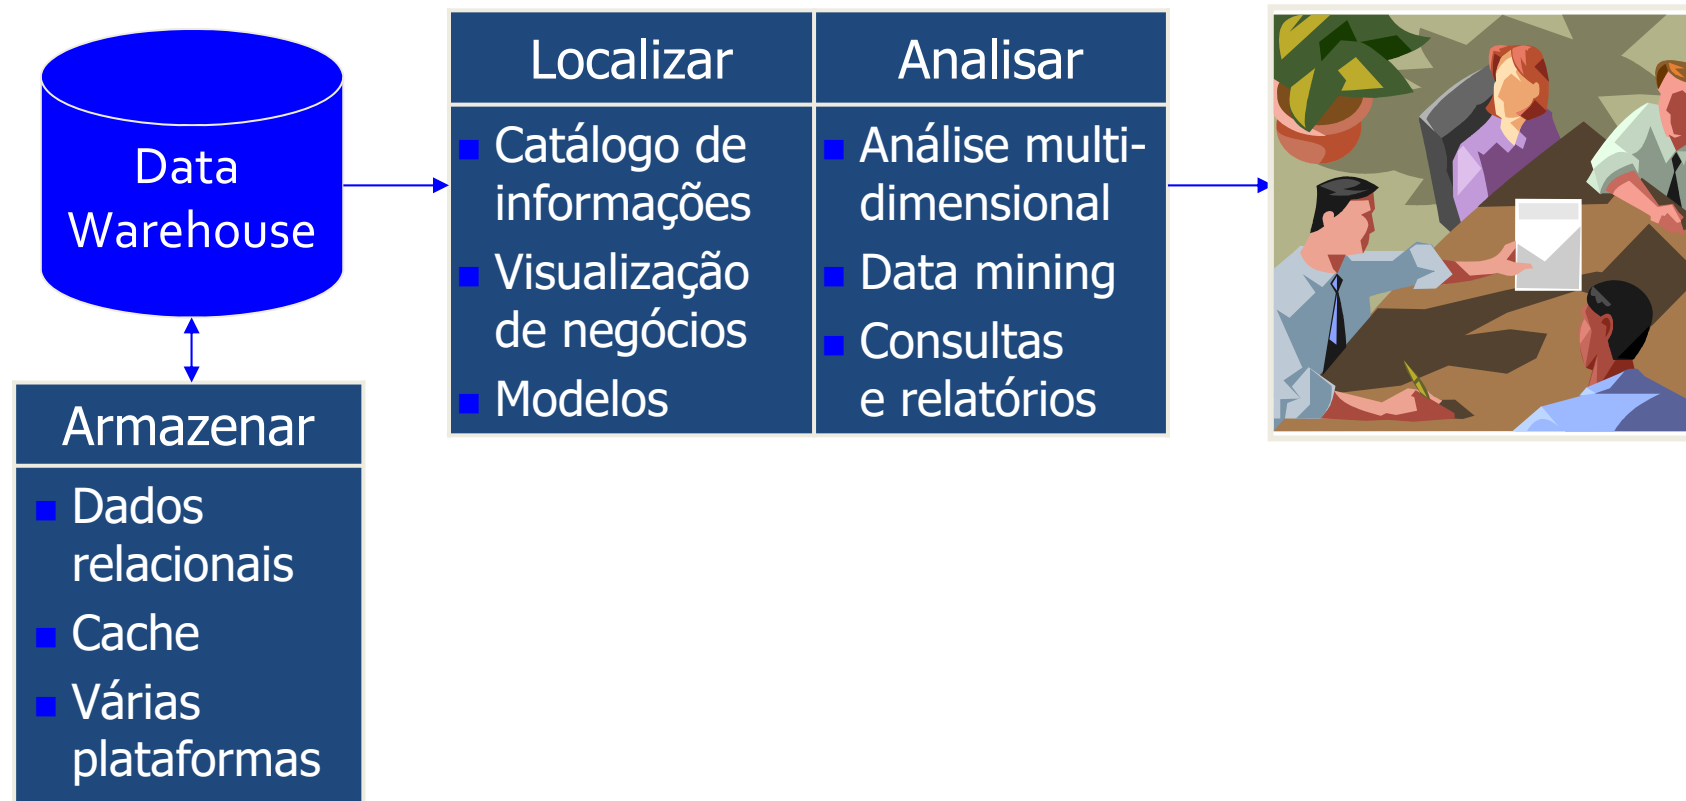 Data
Warehouse
Localizar
Catálogo de
informações
Visualização
de negócios
Modelos
Analisar
Análise multi-
dimensional
Data mining
Consultas
e relatórios
Armazenar
Dados
relacionais
Cache
Várias
plataformas